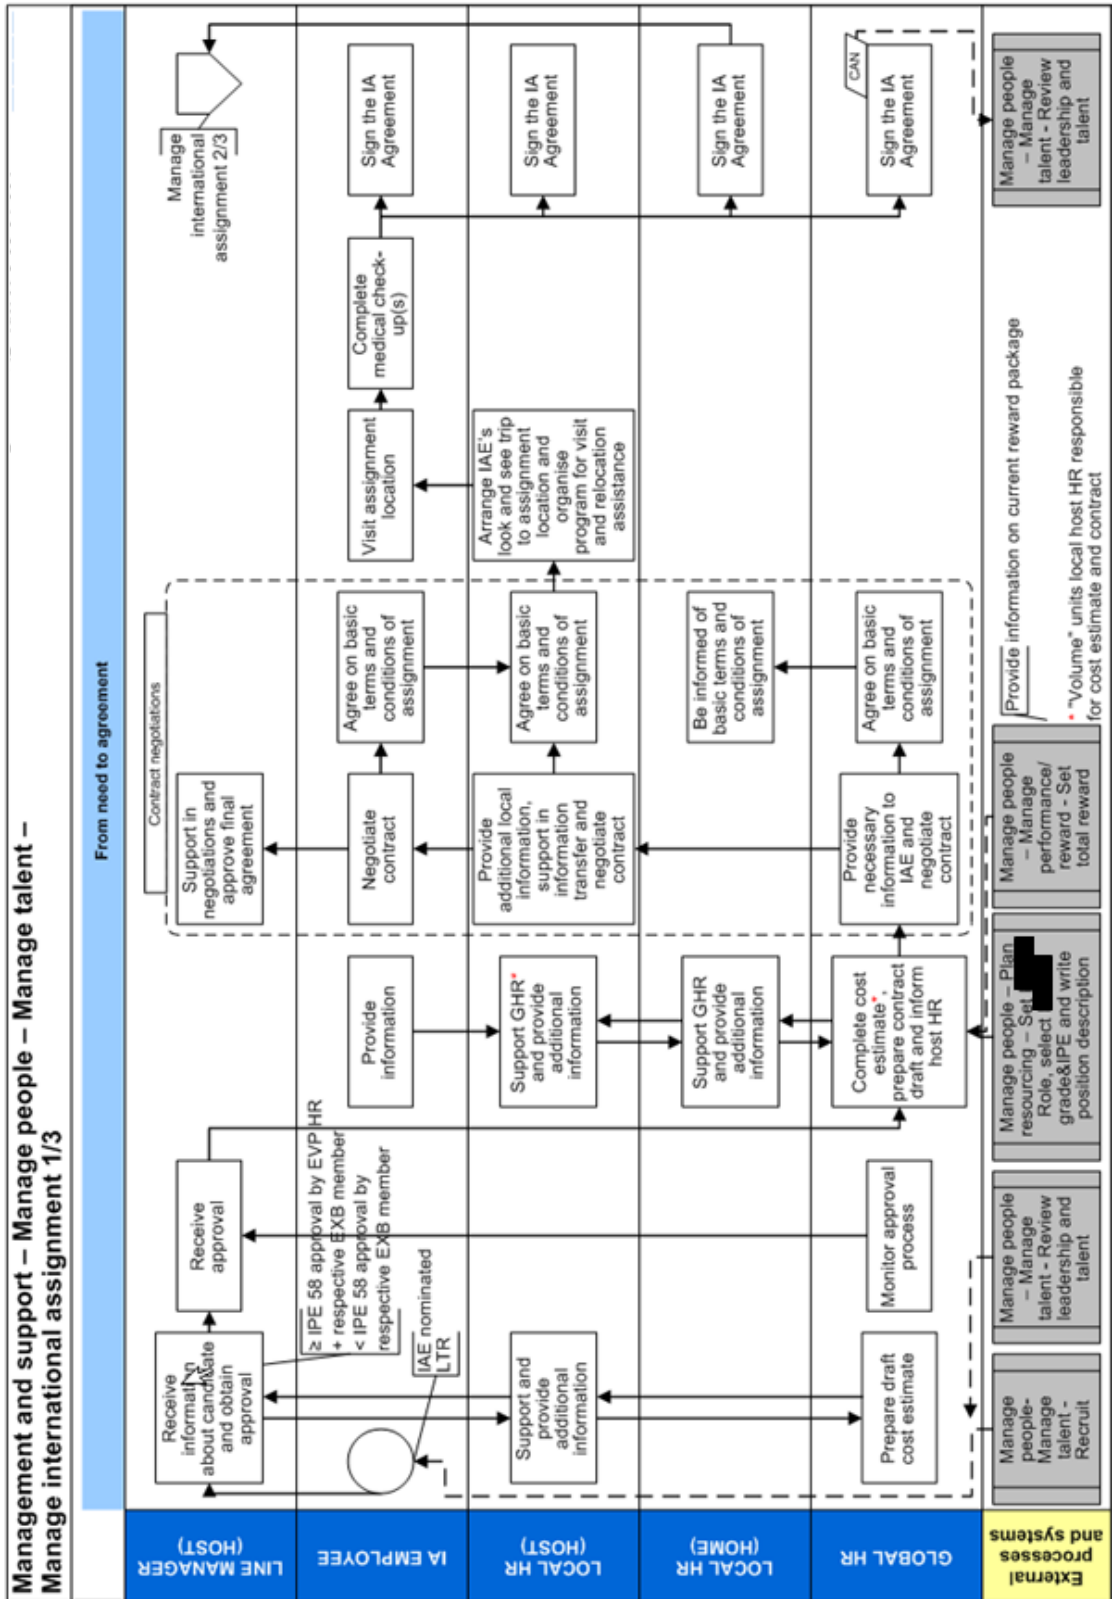 Management and support – Manage people – Manage talent –
Manage international assignment 1/3
From need to agreement
LINE MANAGER
(HOST)
Receive
information
about candidate
and obtain
approval
Receive
approval
≥ IPE 58 approval by EVP HR
+ respective EXB member
< IPE 58 approval by
respective EXB member
Contract negotiations
Support in
negotiations and
approve final
agreement
Manage
international
assignment 2/3
IA EMPLOYEE
IAE nominated
LTR
Provide
information
Negotiate
contract
Agree on basic
terms and
conditions of
assignment
Visit assignment
location
Complete
medical check-
up(s)
Sign the IA
Agreement
LOCAL HR
(HOST)
Support and
provide
additional
information
Support GHR*
and provide
additional
information
Provide
additional local
information,
support in
information
transfer and
negotiate
contract
Agree on basic
terms and
conditions of
assignment
Arrange IAE's
look and see trip
to assignment
location and
organise
program for visit
and relocation
assistance
Sign the IA
Agreement
LOCAL HR
(HOME)
Support GHR
and provide
additional
information
Be informed of
basic terms and
conditions of
assignment
Sign the IA
Agreement
GLOBAL HR
Prepare draft
cost estimate
Monitor approval
process
Complete cost
estimate*,
prepare contract
draft and inform
host HR
Provide
necessary
information to
IAE and
negotiate
contract
Agree on basic
terms and
conditions of
assignment
Sign the IA
Agreement
CAN
External
processes
and systems
Manage
people-
Manage
talent -
Recruit
Manage people
– Manage
talent - Review
leadership and
talent
Manage people – Plan
resourcing – Set
Role, select
grade&IPE and write
position description
Manage people
– Manage
performance/
reward - Set
total reward
Provide information on current reward package
* "Volume" units local host HR responsible
for cost estimate and contract
Manage people
– Manage
talent - Review
leadership and
talent